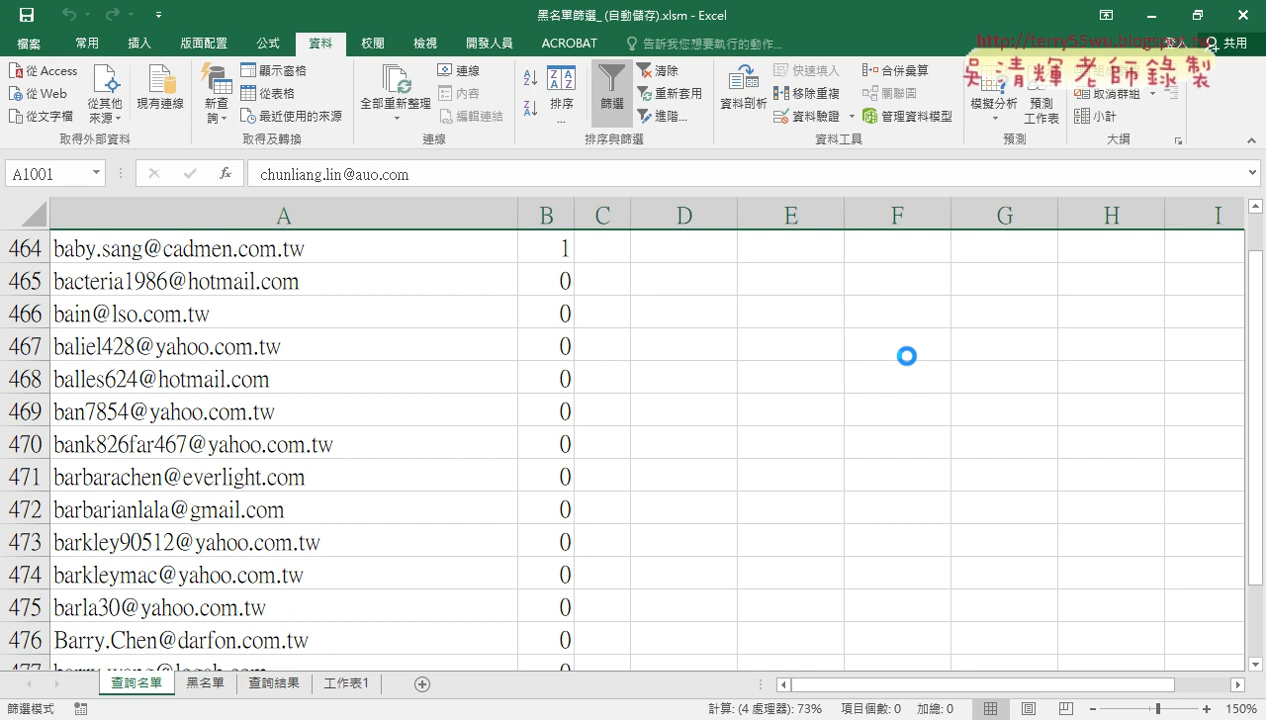 黑名單篩選_ (自動儲存).xlsm - Excel
http://terry55wu.blogspot.tw
吳清輝老師錄製
檔案 常用 插入 版面配置 公式 資料 校閱 檢視 開發人員 ACROBAT 告訴我您想要執行的動作... 登入 共用
從 Access
從 Web
從文字檔
從其他來源
現有連線
取得外部資料
新查詢
顯示窗格
從表格
最近使用的來源
取得及轉換
全部重新整理
連線
內容
編輯連結
連線
排序...
篩選
清除
重新套用
進階...
排序與篩選
資料剖析
快速填入
移除重複
資料驗證
合併彙算
關聯圖
管理資料模型
資料工具
模擬分析
預測工作表
預測
取消群組
小計
大綱
A1001 fx chunliang.lin@auo.com
A B C D E F G H I
464 baby.sang@cadmen.com.tw 1
465 bacteria1986@hotmail.com 0
466 bain@lso.com.tw 0
467 baliel428@yahoo.com.tw 0
468 balles624@hotmail.com 0
469 ban7854@yahoo.com.tw 0
470 bank826far467@yahoo.com.tw 0
471 barbarachen@everlight.com 0
472 barbarianlala@gmail.com 0
473 barkley90512@yahoo.com.tw 0
474 barkleymac@yahoo.com.tw 0
475 barla30@yahoo.com.tw 0
476 Barry.Chen@darfon.com.tw 0
查詢名單 黑名單 查詢結果 工作表1
篩選模式 計算: (4 處理器): 73% 項目個數: 0 加總: 0 150%